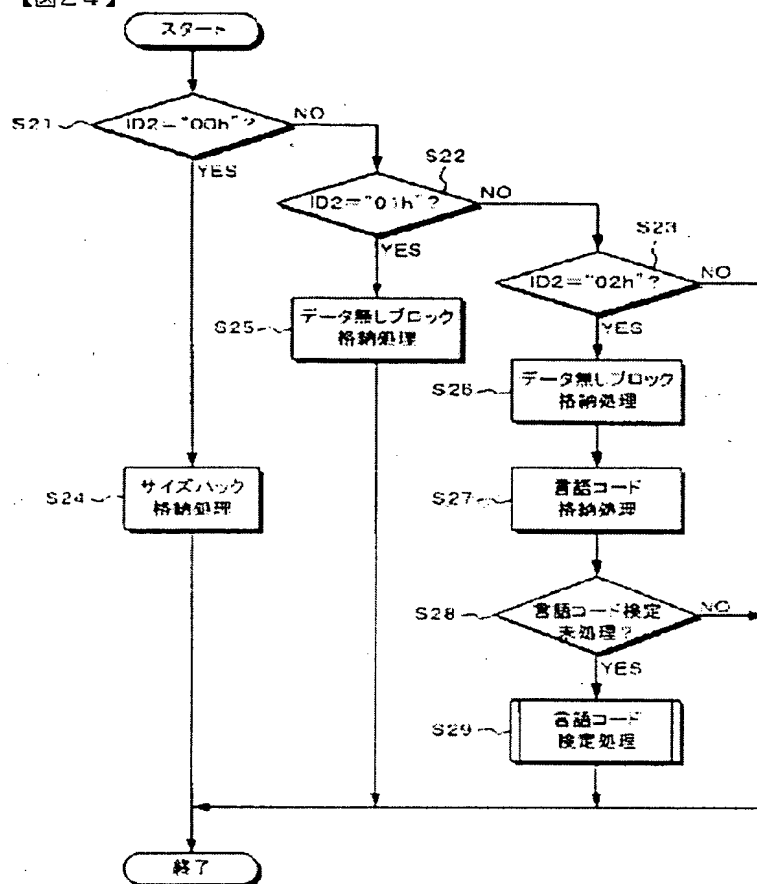 【図24】
スタート
S21
ID2="00h"?
NO
YES
S22
ID2="01h"?
NO
YES
S23
ID2="02h"?
NO
YES
S25
データ無しブロック
格納処理
S26
データ無しブロック
格納処理
S24
サイズパック
格納処理
S27
言語コード
格納処理
S28
言語コード検定
未処理?
NO
YES
S29
言語コード
検定処理
終了